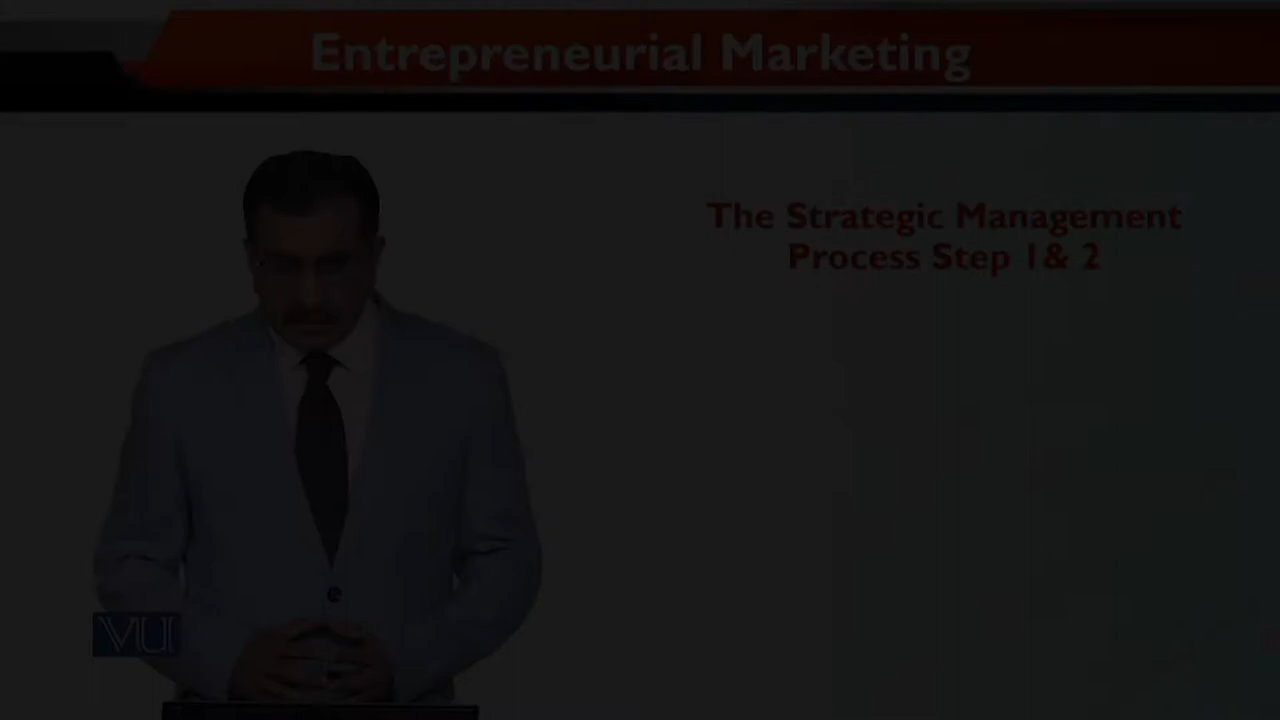 Entrepreneurial Marketing
The Strategic Management
Process Step 1& 2
VU